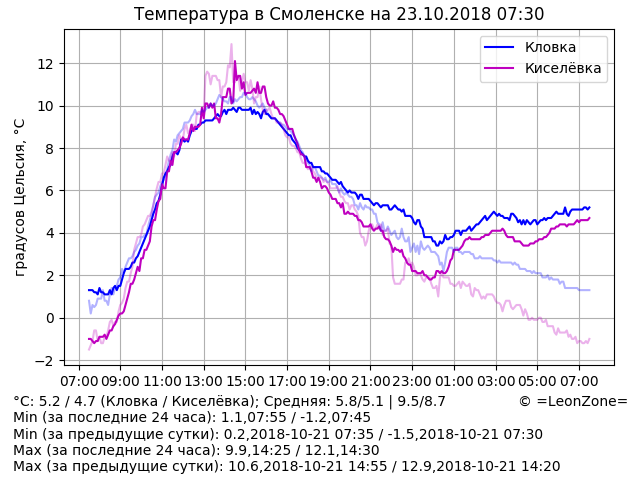 Температура в Смоленске на 23.10.2018 07:30
Кловка
Киселёвка
градусов Цельсия, °C
12
10
8
6
4
2
0
−2
07:00 09:00 11:00 13:00 15:00 17:00 19:00 21:00 23:00 01:00 03:00 05:00 07:00
°C: 5.2 / 4.7 (Кловка / Киселёвка); Средняя: 5.8/5.1 | 9.5/8.7 © =LeonZone=
Min (за последние 24 часа): 1.1,07:55 / -1.2,07:45
Min (за предыдущие сутки): 0.2,2018-10-21 07:35 / -1.5,2018-10-21 07:30
Max (за последние 24 часа): 9.9,14:25 / 12.1,14:30
Max (за предыдущие сутки): 10.6,2018-10-21 14:55 / 12.9,2018-10-21 14:20